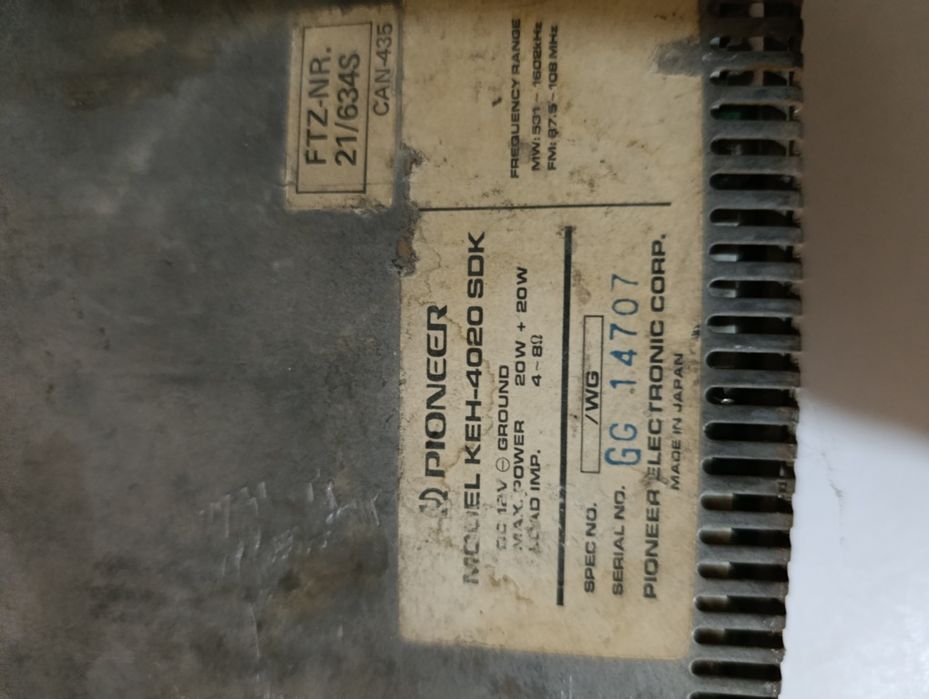 PIONEER
MODEL KEH-4020 SDK
DC 12V ⊖ GROUND
MAX. POWER 20W + 20W
LOAD IMP. 4~8Ω
SPEC NO. /WG
SERIAL NO. GG 14707
PIONEER ELECTRONIC CORP.
MADE IN JAPAN
FREQUENCY RANGE
MW: 531 ~ 1602kHz
FM: 87.5 ~ 108 MHz
FTZ-NR.
21/634S
CAN-435